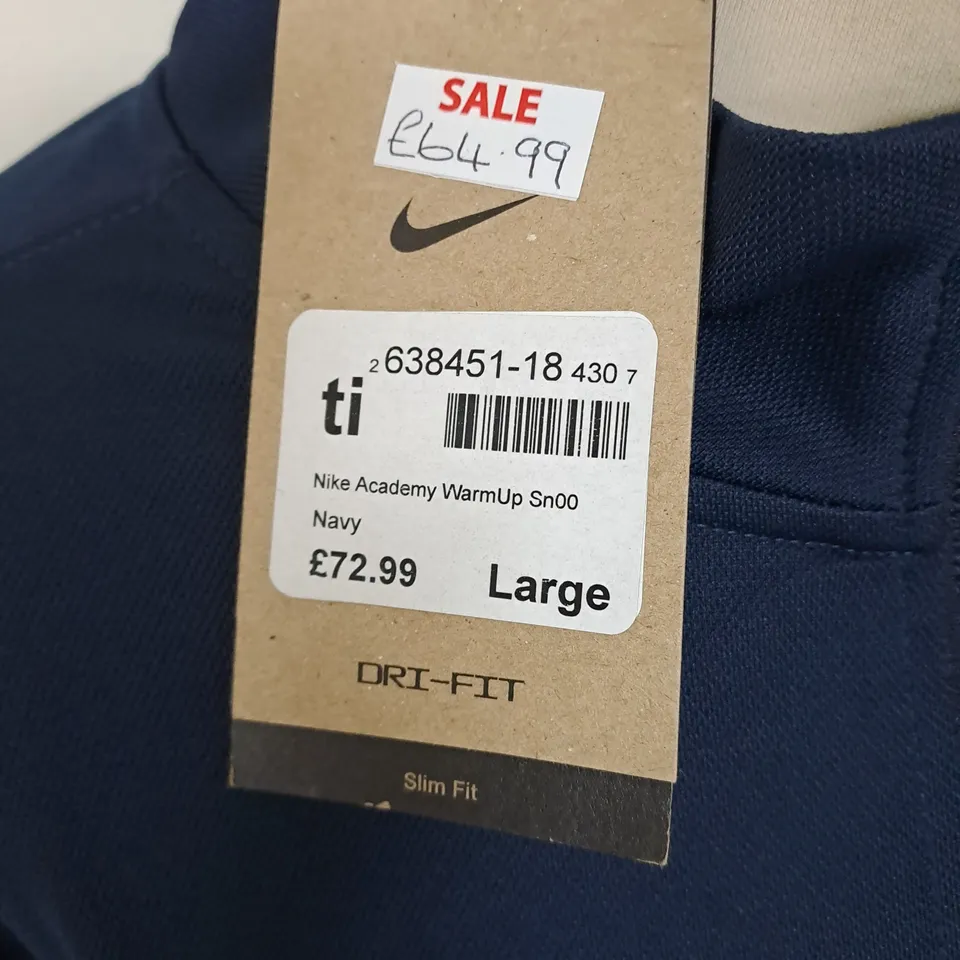 SALE
£64.99
2 638451-18 430 7
ti
Nike Academy WarmUp Sn00
Navy
£72.99 Large
DRI-FIT
Slim Fit